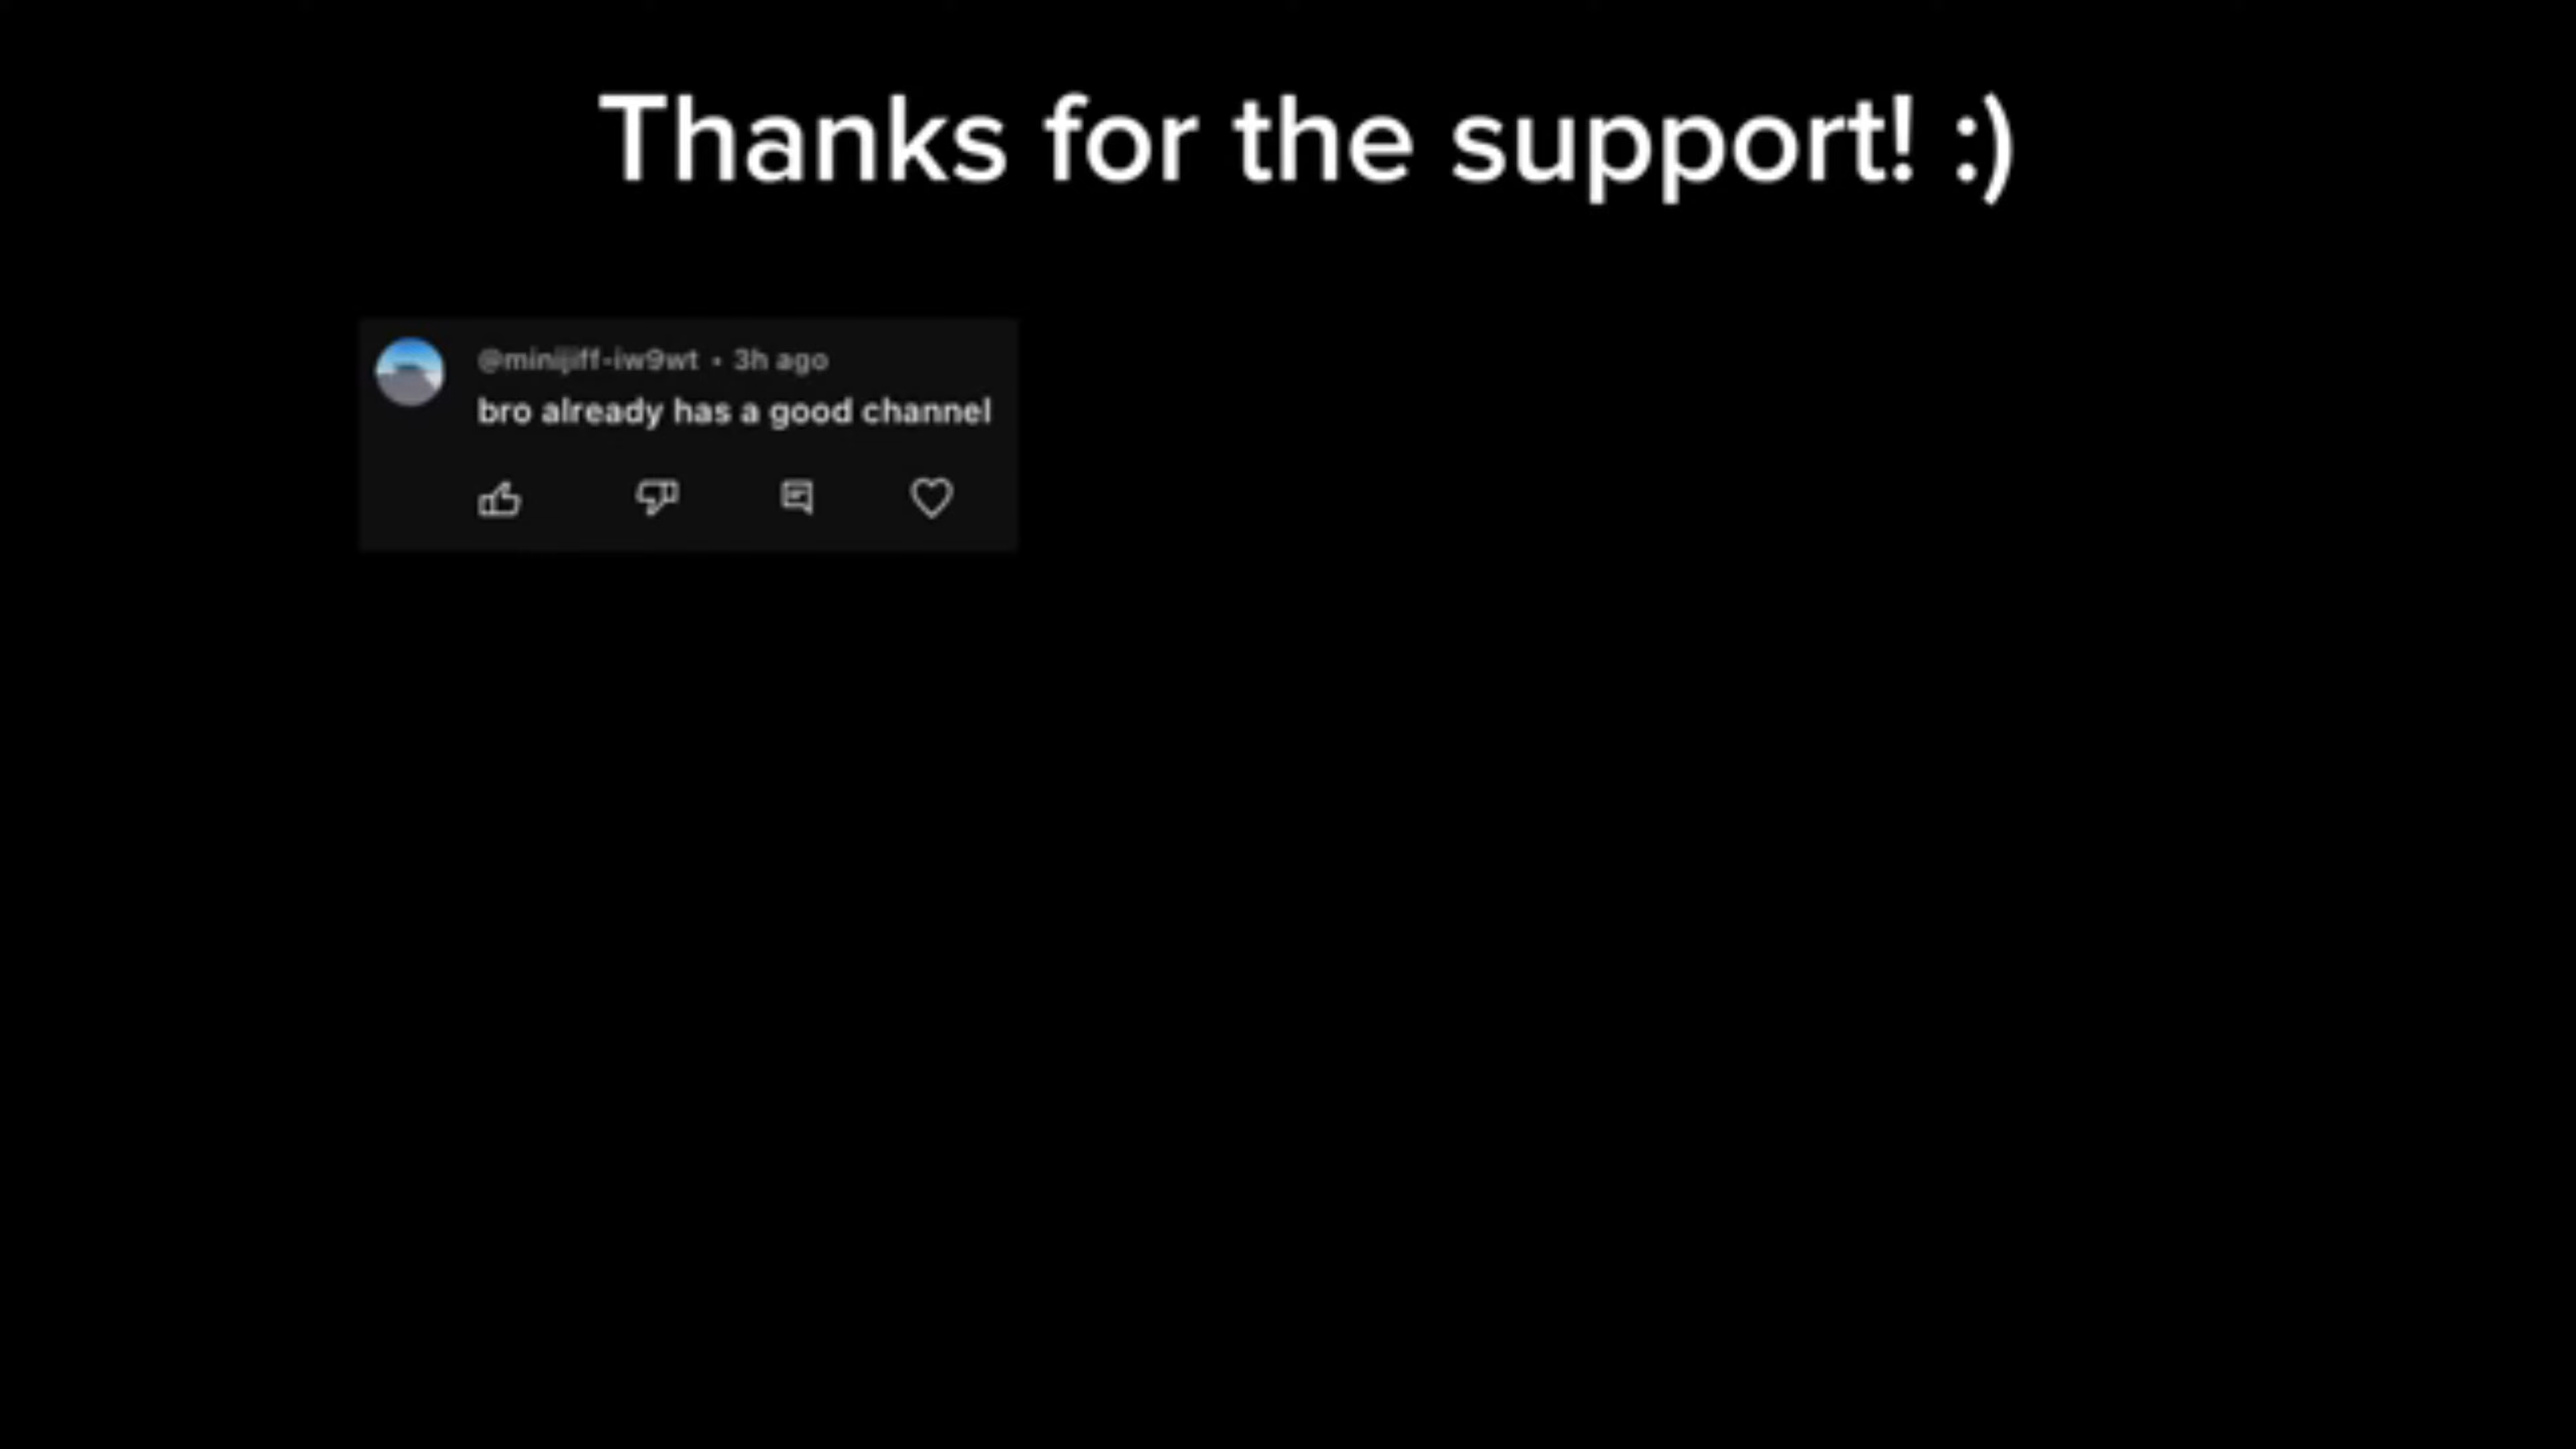 Thanks for the support! :)
@minijiff-iw9wt • 3h ago
bro already has a good channel